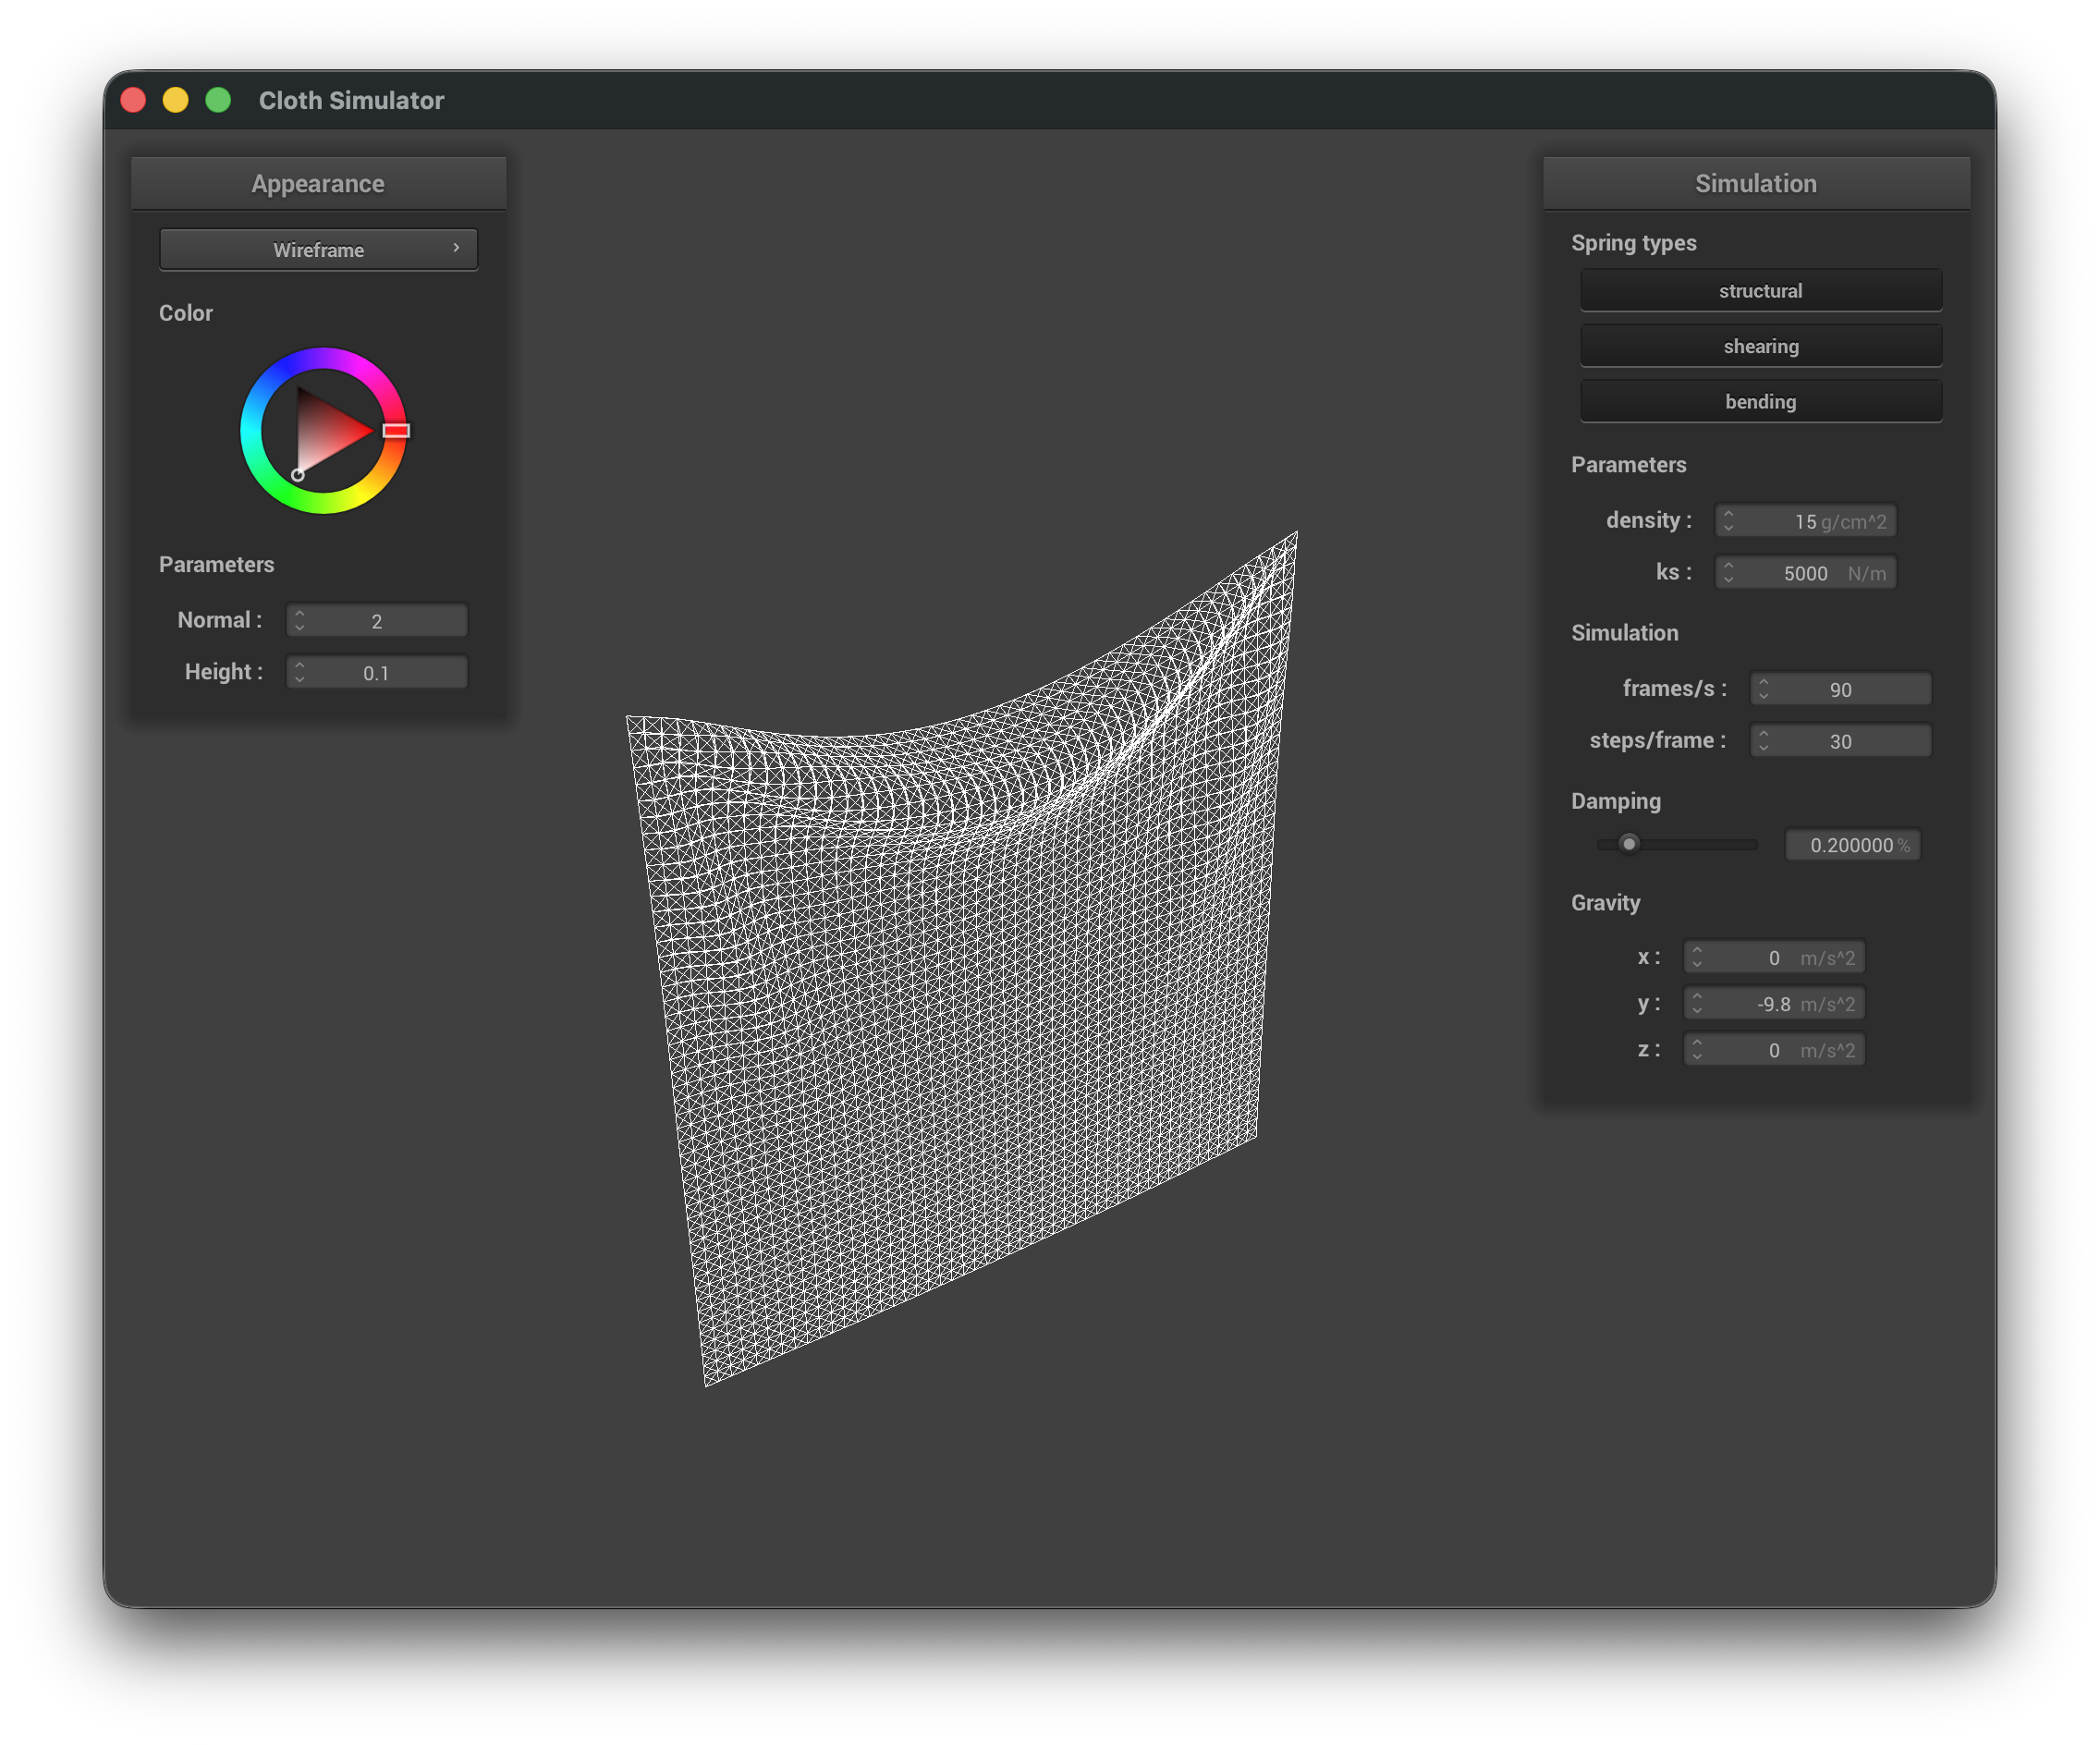 Cloth Simulator
Appearance
Wireframe
Color
Parameters
Normal : 2
Height : 0.1
Simulation
Spring types
structural
shearing
bending
Parameters
density : 15 g/cm^2
ks : 5000 N/m
Simulation
frames/s : 90
steps/frame : 30
Damping
0.200000 %
Gravity
x : 0 m/s^2
y : -9.8 m/s^2
z : 0 m/s^2